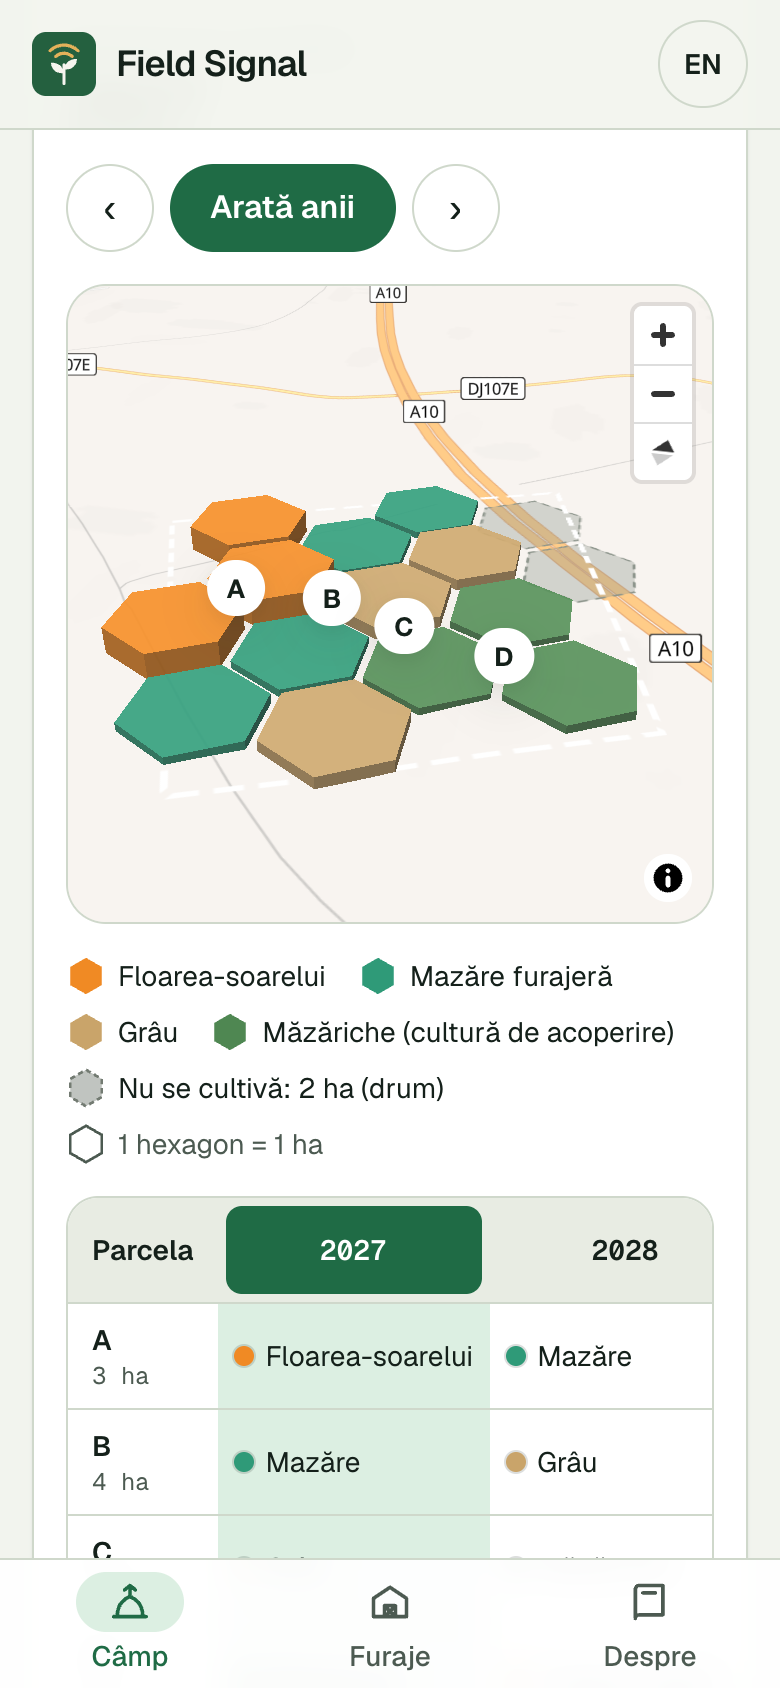 Field Signal
EN
‹ Arată anii ›
A10
07E
DJ107E
A10
A
B
C
D
A10
Floarea-soarelui Mazăre furajeră
Grâu Măzăriche (cultură de acoperire)
Nu se cultivă: 2 ha (drum)
1 hexagon = 1 ha
Parcela 2027 2028
A
3 ha
Floarea-soarelui Mazăre
B
4 ha
Mazăre Grâu
C
Câmp Furaje Despre